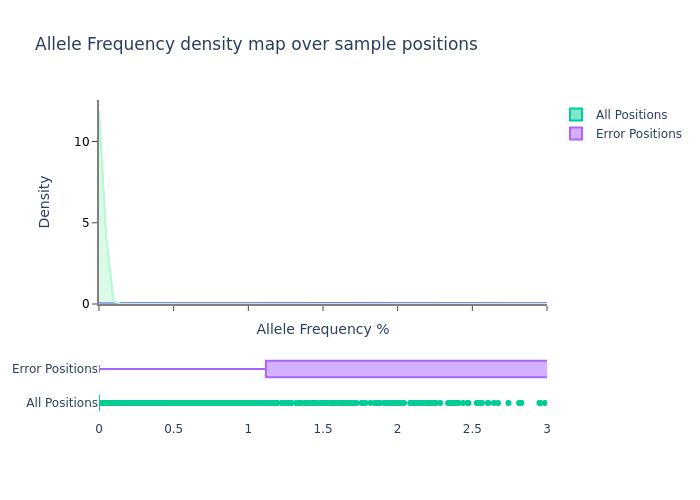 Allele Frequency density map over sample positions
All Positions
Error Positions
10
5
0
Density
Allele Frequency %
Error Positions
All Positions
0 0.5 1 1.5 2 2.5 3